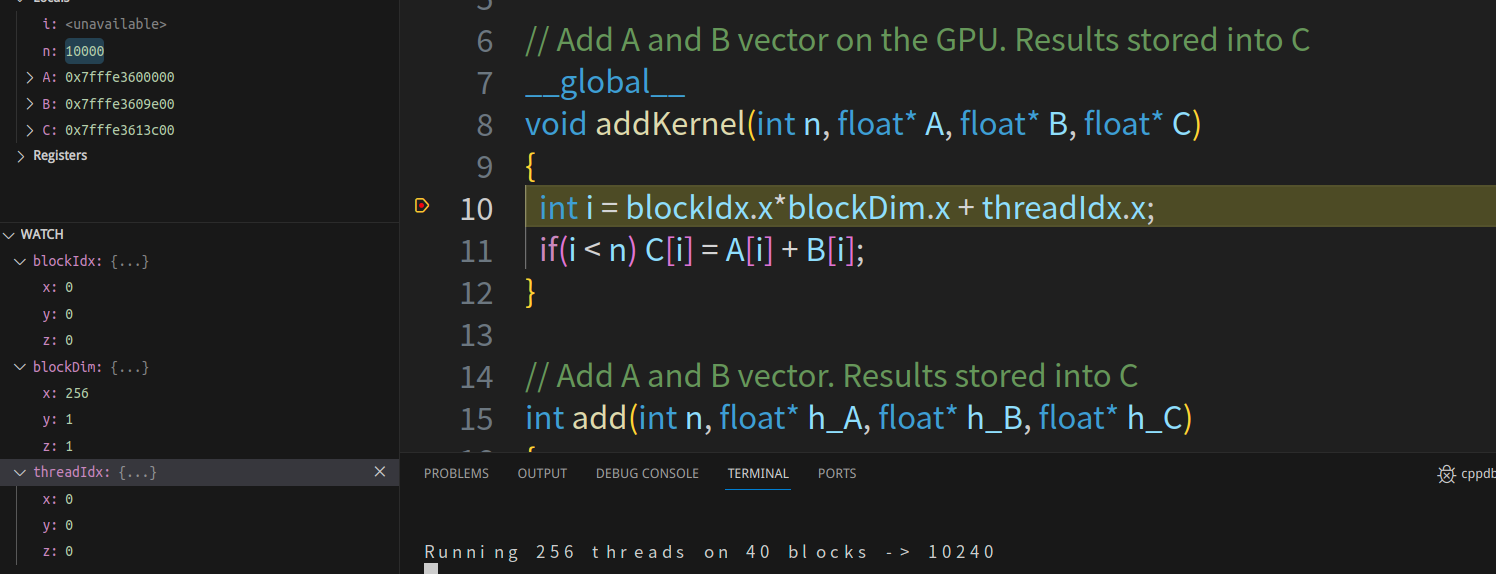 Locals
i: <unavailable>
n: 10000
A: 0x7fffe3600000
B: 0x7fffe3609e00
C: 0x7fffe3613c00
Registers
WATCH
blockIdx: {...}
x: 0
y: 0
z: 0
blockDim: {...}
x: 256
y: 1
z: 1
threadIdx: {...}
x: 0
y: 0
z: 0
5
6 // Add A and B vector on the GPU. Results stored into C
7 __global__
8 void addKernel(int n, float* A, float* B, float* C)
9 {
10 int i = blockIdx.x*blockDim.x + threadIdx.x;
11 if(i < n) C[i] = A[i] + B[i];
12 }
13
14 // Add A and B vector. Results stored into C
15 int add(int n, float* h_A, float* h_B, float* h_C)
16 {
PROBLEMS OUTPUT DEBUG CONSOLE TERMINAL PORTS
cppdb
Running 256 threads on 40 blocks -> 10240